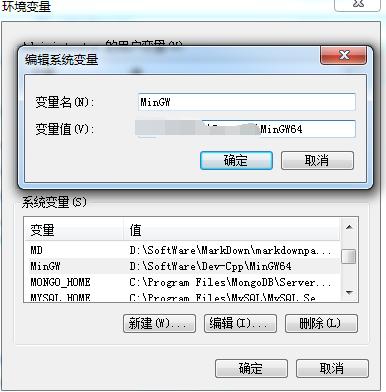 环境变量
编辑系统变量
变量名(N):
MinGW
变量值(V):
\MinGW64
确定
取消
系统变量(S)
变量
值
MD
D:\SoftWare\MarkDown\markdownpa...
MinGW
D:\SoftWare\Dev-Cpp\MinGW64
MONGO_HOME
C:\Program Files\MongoDB\Server...
MYSQL_HOME
C:\Program Files\MySQL\MySQL Se...
新建(W)...
编辑(I)...
删除(L)
确定
取消